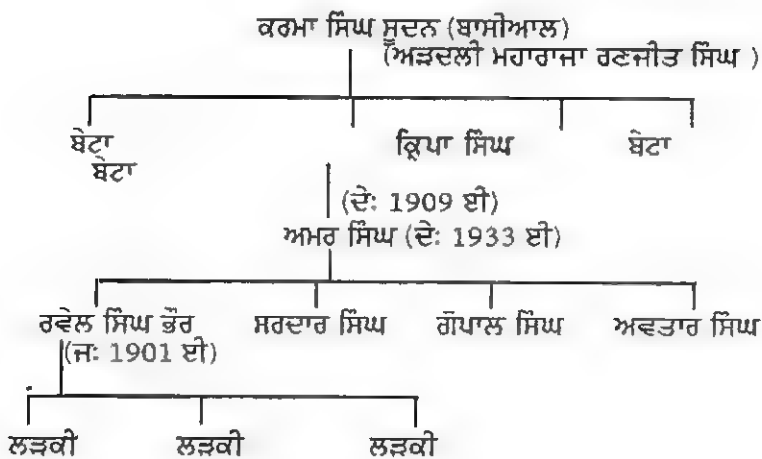 ਕਰਮਾ ਸਿੰਘ ਸੂਦਨ (ਬਾਸੀਆਲ)
(ਅੜਦਲੀ ਮਹਾਰਾਜਾ ਰਣਜੀਤ ਸਿੰਘ )
ਬੇਟਾ ਕ੍ਰਿਪਾ ਸਿੰਘ ਬੇਟਾ
ਬੇਟਾ
(ਦੇ: 1909 ਈ)
ਅਮਰ ਸਿੰਘ (ਦੇ: 1933 ਈ)
ਰਵੇਲ ਸਿੰਘ ਭੌਰ ਸਰਦਾਰ ਸਿੰਘ ਗੋਪਾਲ ਸਿੰਘ ਅਵਤਾਰ ਸਿੰਘ
(ਜ: 1901 ਈ)
ਲੜਕੀ ਲੜਕੀ ਲੜਕੀ